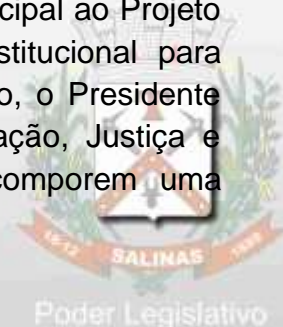 cipal ao Projeto
stitucional para
o, o Presidente
ação, Justiça e
comporem uma
SALINAS
Poder Legislativo